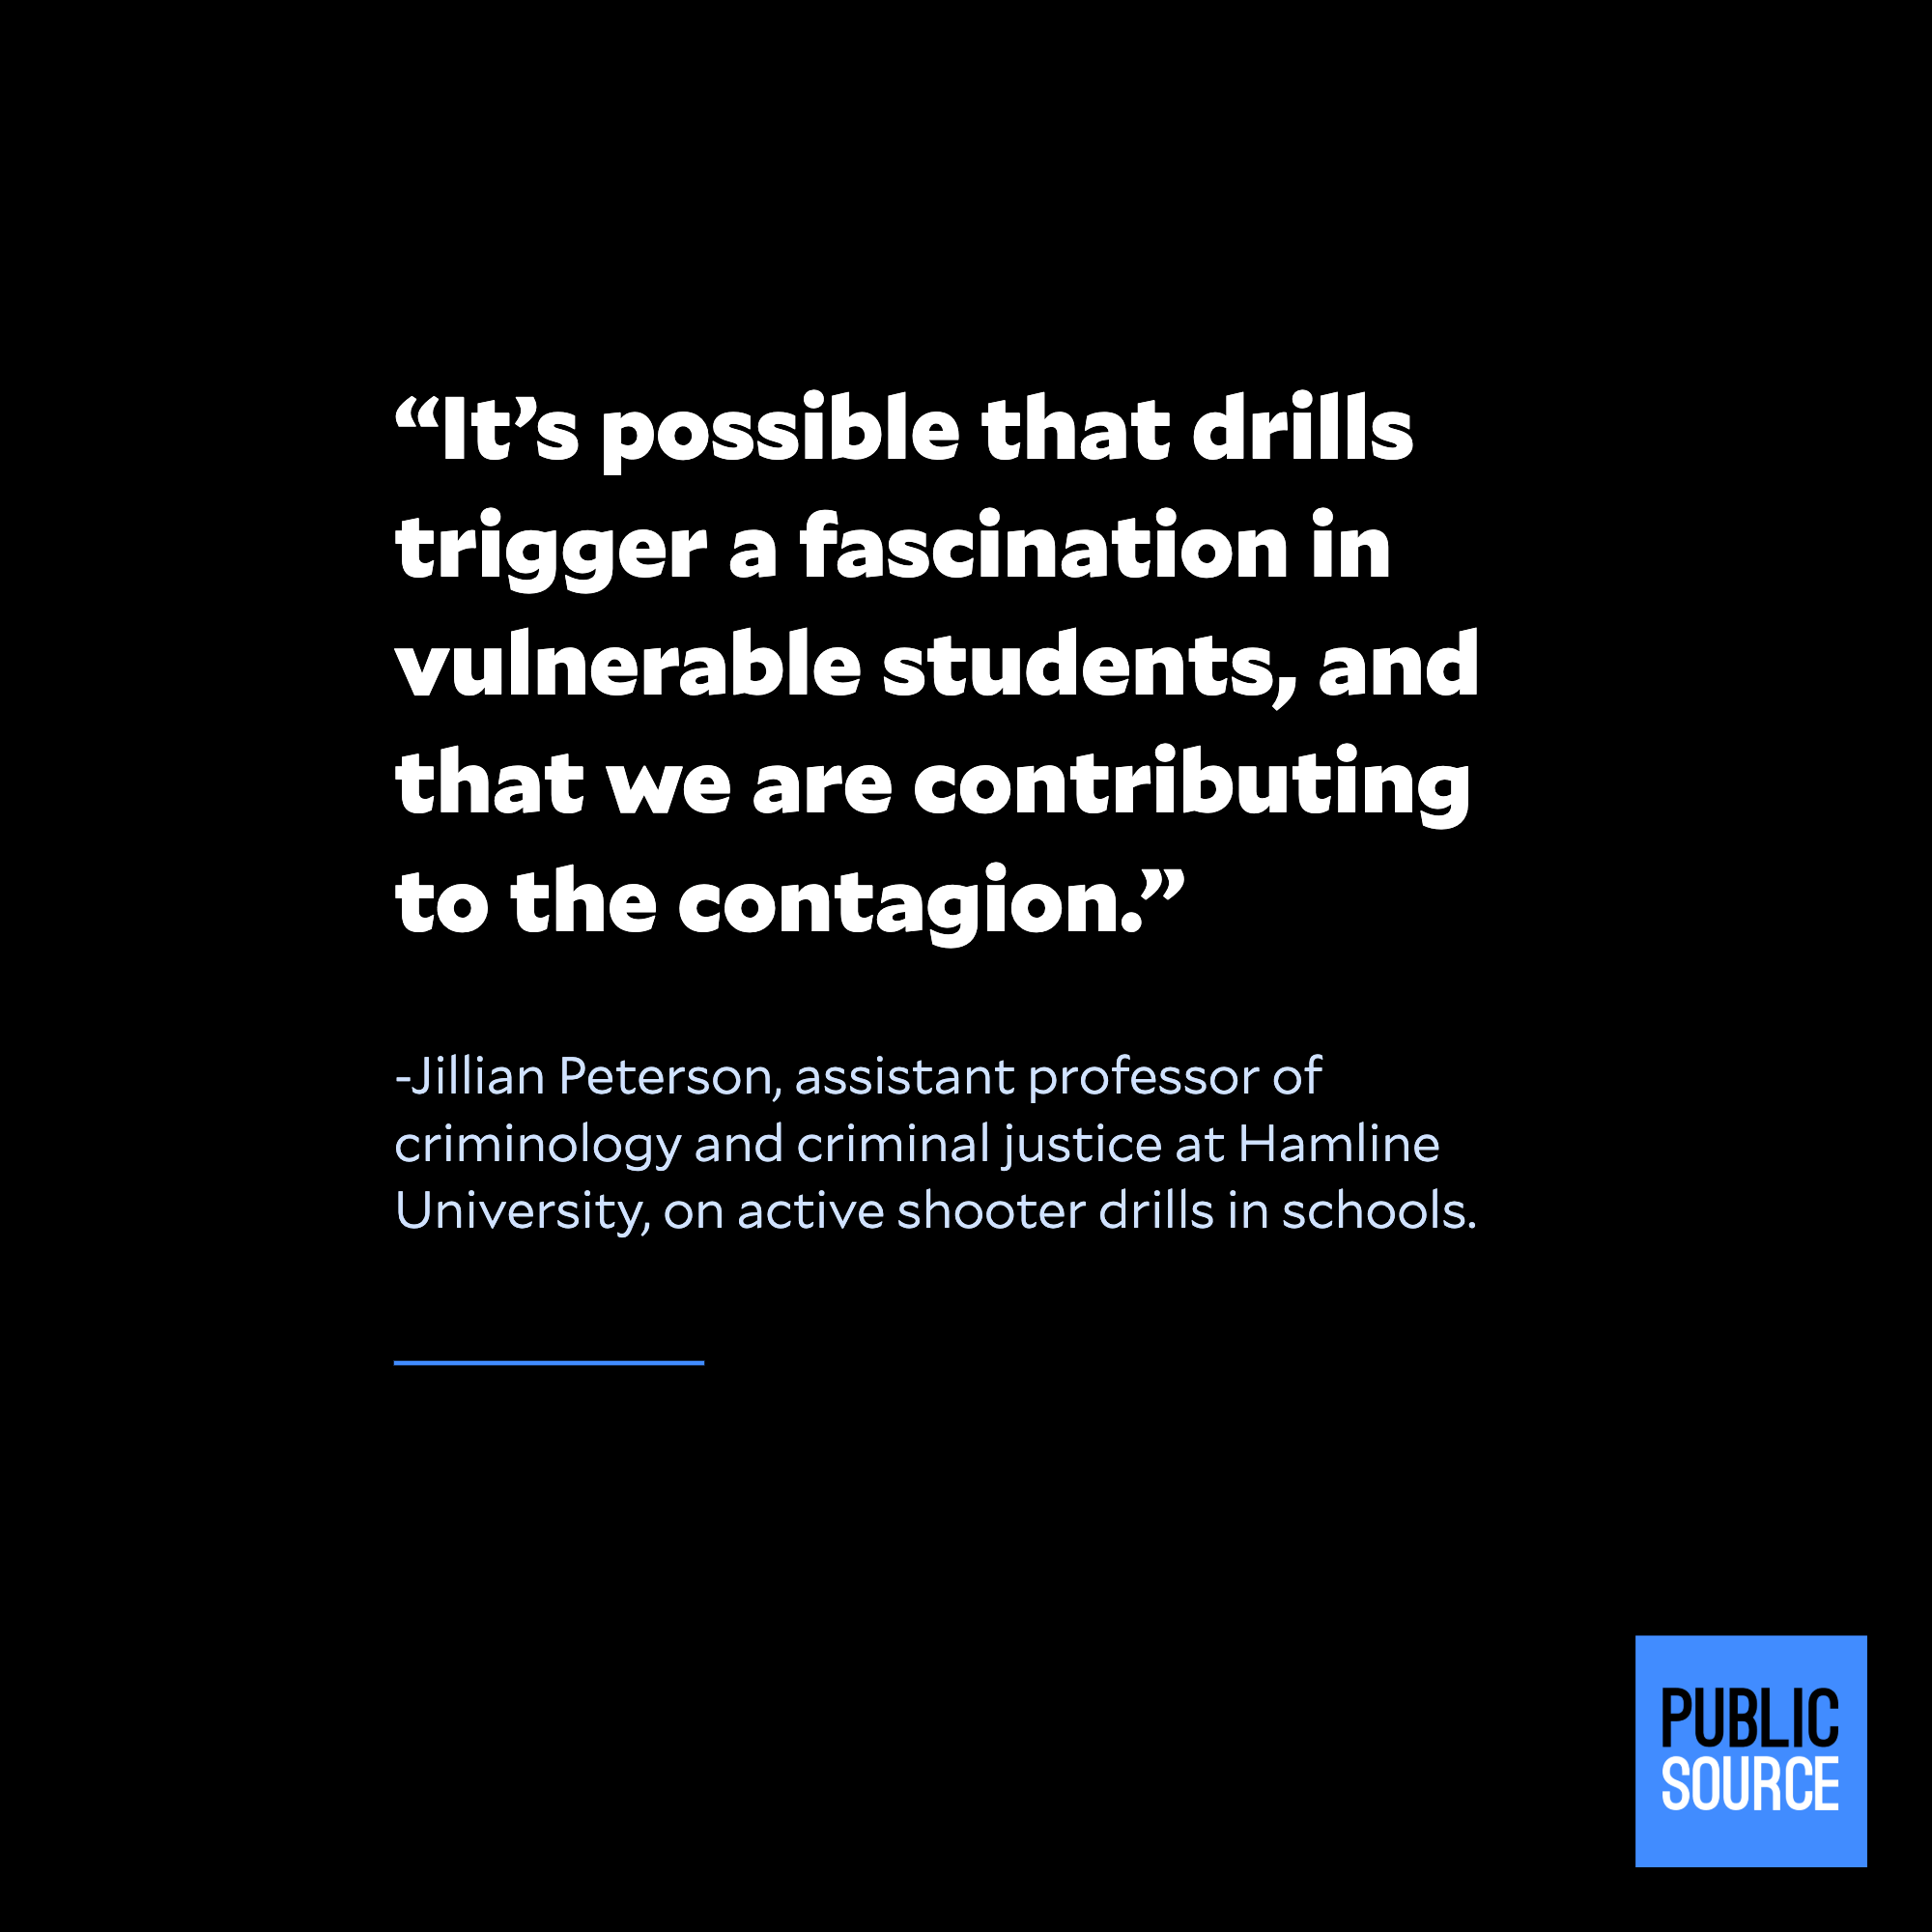 “It’s possible that drills
trigger a fascination in
vulnerable students, and
that we are contributing
to the contagion.”
-Jillian Peterson, assistant professor of
criminology and criminal justice at Hamline
University, on active shooter drills in schools.
PUBLIC
SOURCE